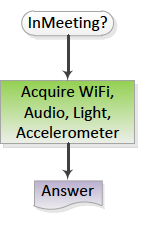 InMeeting?
Acquire WiFi,
Audio, Light,
Accelerometer
Answer